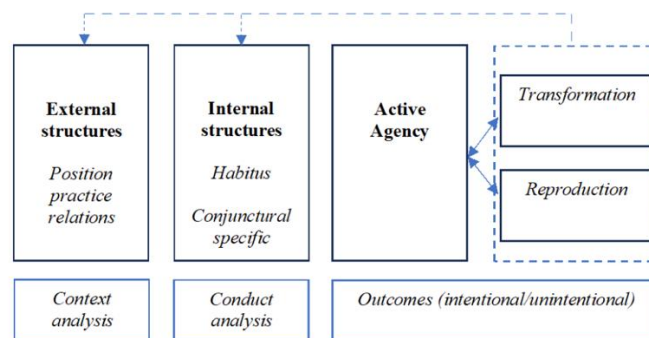 External
structures
Position
practice
relations
Internal
structures
Habitus
Conjunctural
specific
Active
Agency
Transformation
Reproduction
Context
analysis
Conduct
analysis
Outcomes (intentional/unintentional)